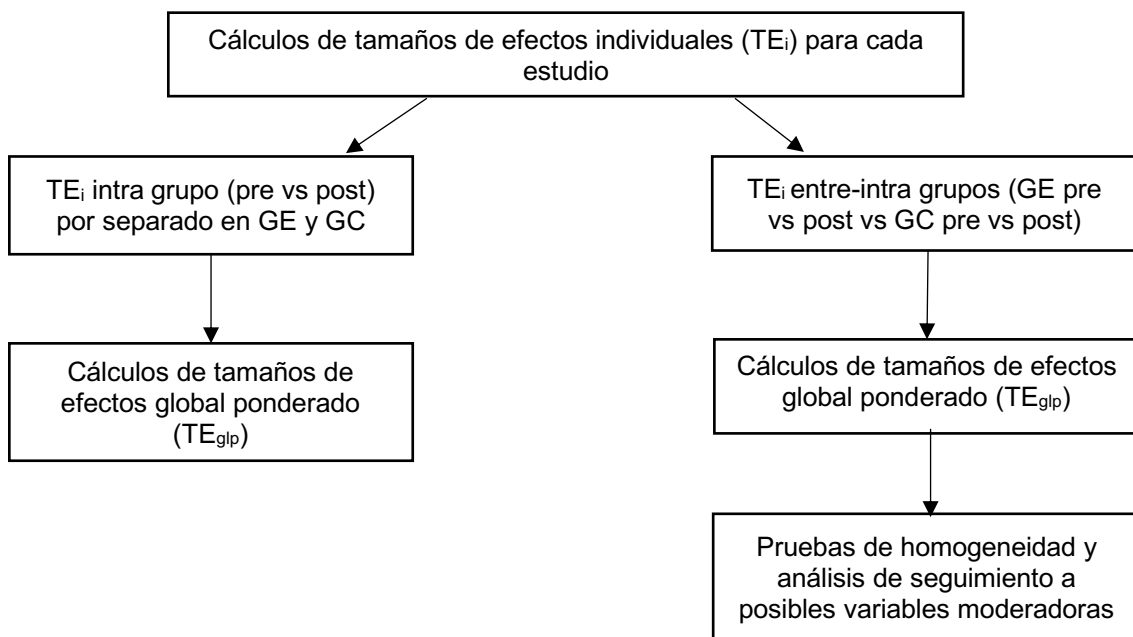 Cálculos de tamaños de efectos individuales (TEi) para cada
estudio
TEi intra grupo (pre vs post)
por separado en GE y GC
TEi entre-intra grupos (GE pre
vs post vs GC pre vs post)
Cálculos de tamaños de
efectos global ponderado
(TEglp)
Cálculos de tamaños de efectos
global ponderado (TEglp)
Pruebas de homogeneidad y
análisis de seguimiento a
posibles variables moderadoras